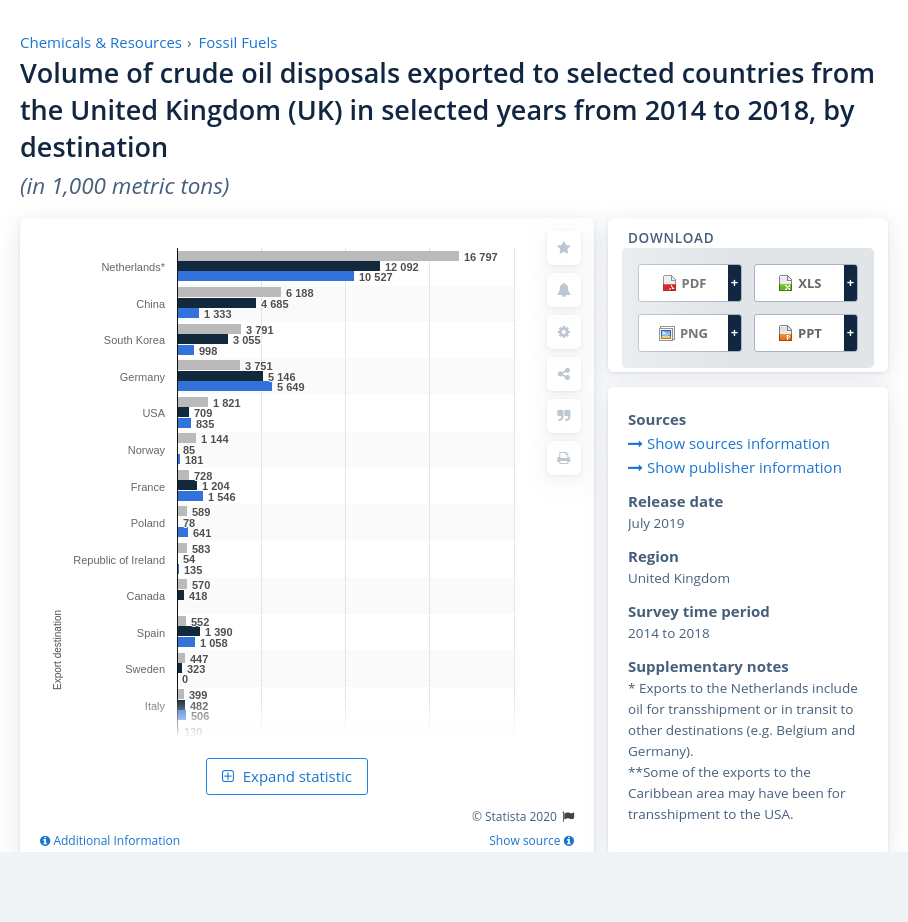 Chemicals & Resources › Fossil Fuels
Volume of crude oil disposals exported to selected countries from
the United Kingdom (UK) in selected years from 2014 to 2018, by
destination
(in 1,000 metric tons)
Export destination
Netherlands*
16 797
12 092
10 527
China
6 188
4 685
1 333
South Korea
3 791
3 055
998
Germany
3 751
5 146
5 649
USA
1 821
709
835
Norway
1 144
85
181
France
728
1 204
1 546
Poland
589
78
641
Republic of Ireland
583
54
135
Canada
570
418
Spain
552
1 390
1 058
Sweden
447
323
0
Italy
399
482
506
130
Expand statistic
© Statista 2020
Additional Information
Show source
DOWNLOAD
PDF +
XLS +
PNG +
PPT +
Sources
Show sources information
Show publisher information
Release date
July 2019
Region
United Kingdom
Survey time period
2014 to 2018
Supplementary notes
* Exports to the Netherlands include
oil for transshipment or in transit to
other destinations (e.g. Belgium and
Germany).
**Some of the exports to the
Caribbean area may have been for
transshipment to the USA.